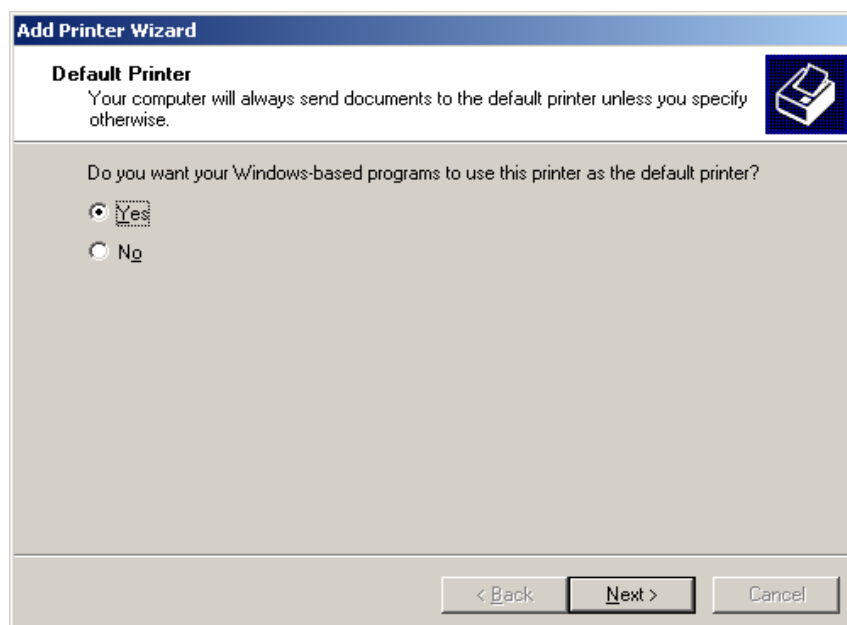 Add Printer Wizard
Default Printer
Your computer will always send documents to the default printer unless you specify
otherwise.
Do you want your Windows-based programs to use this printer as the default printer?
Yes
No
< Back
Next >
Cancel